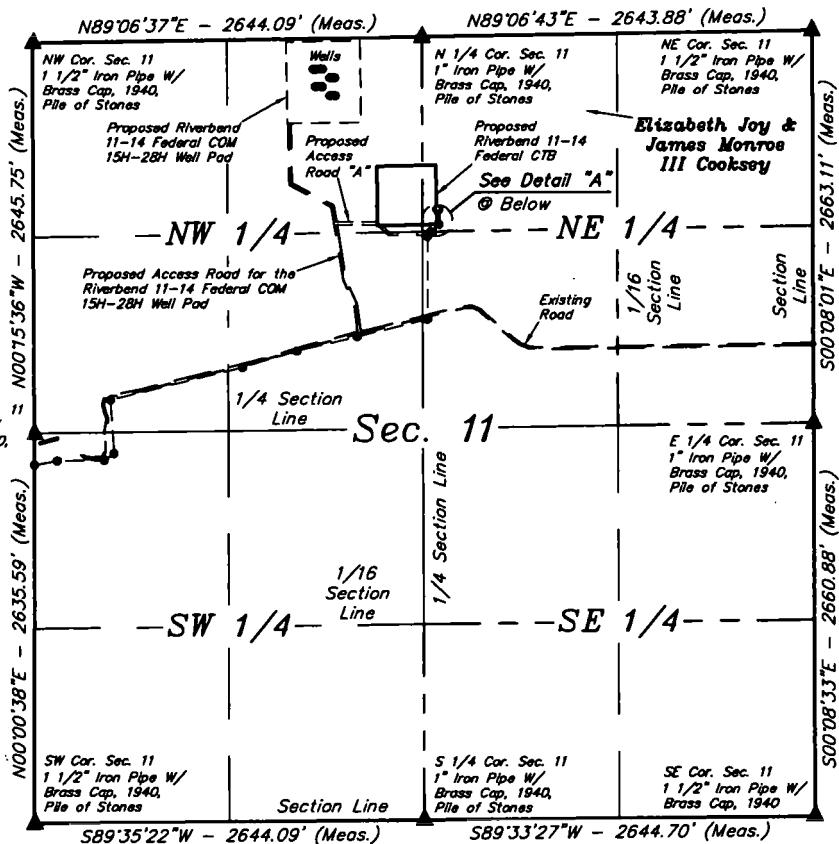 N89°06'37"E - 2644.09' (Meas.)
N89°06'43"E - 2643.88' (Meas.)
NW Cor. Sec. 11
1 1/2" Iron Pipe W/
Brass Cap, 1940,
Pile of Stones
Wells
N 1/4 Cor. Sec. 11
1" Iron Pipe W/
Brass Cap, 1940,
Pile of Stones
NE Cor. Sec. 11
1 1/2" Iron Pipe W/
Brass Cap, 1940,
Pile of Stones
Proposed Riverbend
11-14 Federal COM
15H-28H Well Pad
Proposed
Access
Road "A"
Proposed
Riverbend 11-14
Federal CTB
Elizabeth Joy &
James Monroe
III Cooksey
See Detail "A"
@ Below
N00°15'36"W - 2645.75' (Meas.)
S00°08'01"E - 2663.11' (Meas.)
NW 1/4
NE 1/4
Proposed Access Road for the
Riverbend 11-14 Federal COM
15H-28H Well Pad
1/16
Section
Line
Section
Line
Existing
Road
1/4 Section
Line
11
Sec. 11
E 1/4 Cor. Sec. 11
1" Iron Pipe W/
Brass Cap, 1940,
Pile of Stones
1/4 Section Line
N00°00'38"E - 2635.59' (Meas.)
S00°08'33"E - 2660.88' (Meas.)
1/16
Section
Line
SW 1/4
SE 1/4
SW Cor. Sec. 11
1 1/2" Iron Pipe W/
Brass Cap, 1940,
Pile of Stones
Section Line
S 1/4 Cor. Sec. 11
1" Iron Pipe W/
Brass Cap, 1940,
Pile of Stones
SE Cor. Sec. 11
1 1/2" Iron Pipe W/
Brass Cap, 1940
S89°35'22"W - 2644.09' (Meas.)
S89°33'27"W - 2644.70' (Meas.)